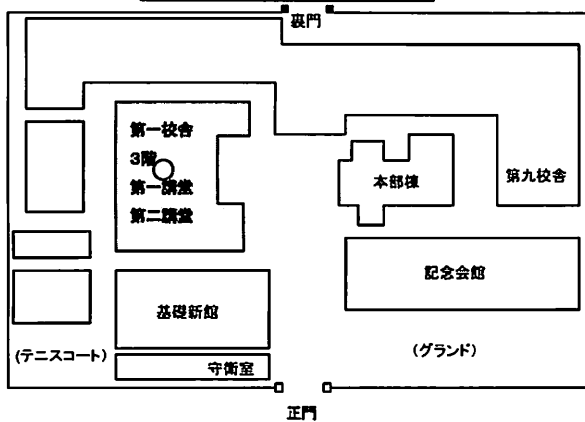 裏門
第一校舎
3階
第一講堂
第二講堂
本部棟
第九校舎
記念会館
基礎新館
(テニスコート)
(グランド)
守衛室
正門